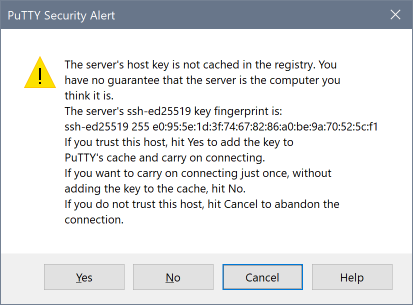 PuTTY Security Alert
The server's host key is not cached in the registry. You
have no guarantee that the server is the computer you
think it is.
The server's ssh-ed25519 key fingerprint is:
ssh-ed25519 255 e0:95:5e:1d:3f:74:67:82:86:a0:be:9a:70:52:5c:f1
If you trust this host, hit Yes to add the key to
PuTTY's cache and carry on connecting.
If you want to carry on connecting just once, without
adding the key to the cache, hit No.
If you do not trust this host, hit Cancel to abandon the
connection.
Yes No Cancel Help